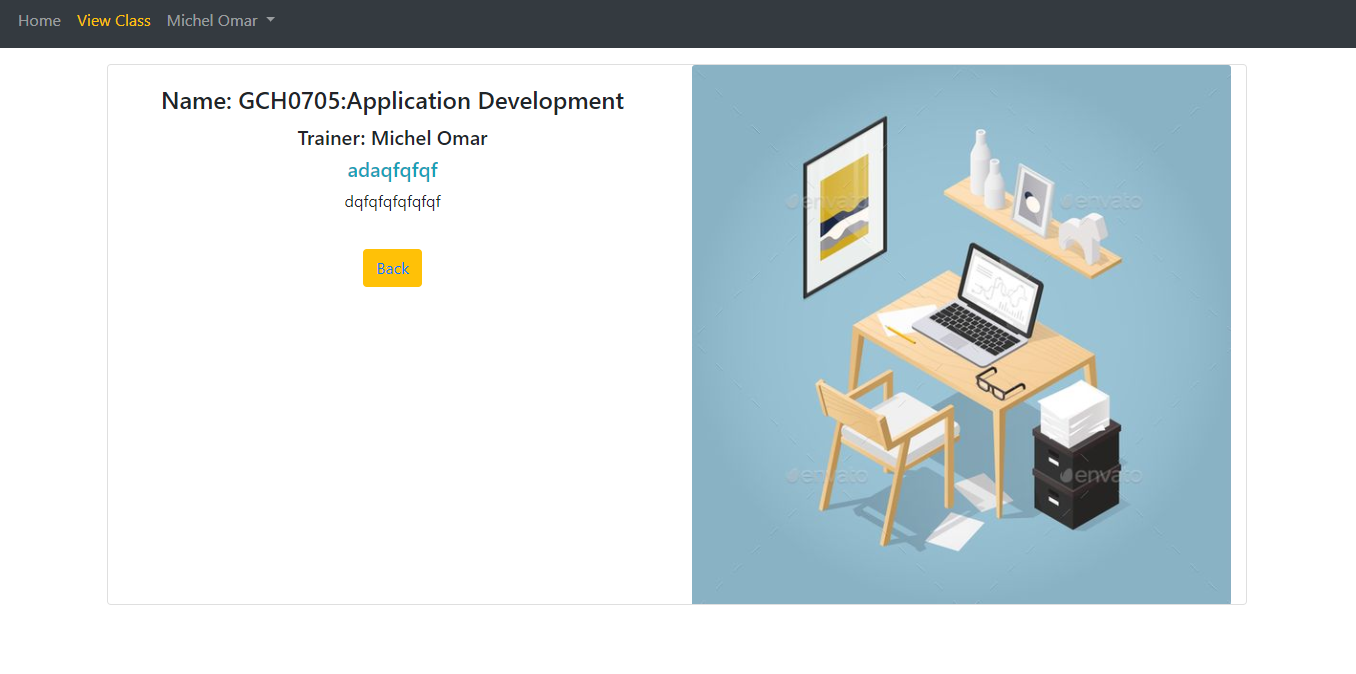 Home View Class Michel Omar
Name: GCH0705:Application Development
Trainer: Michel Omar
adaqfqfqf
dqfqfqfqfqfqf
Back
envato envato
envato envato